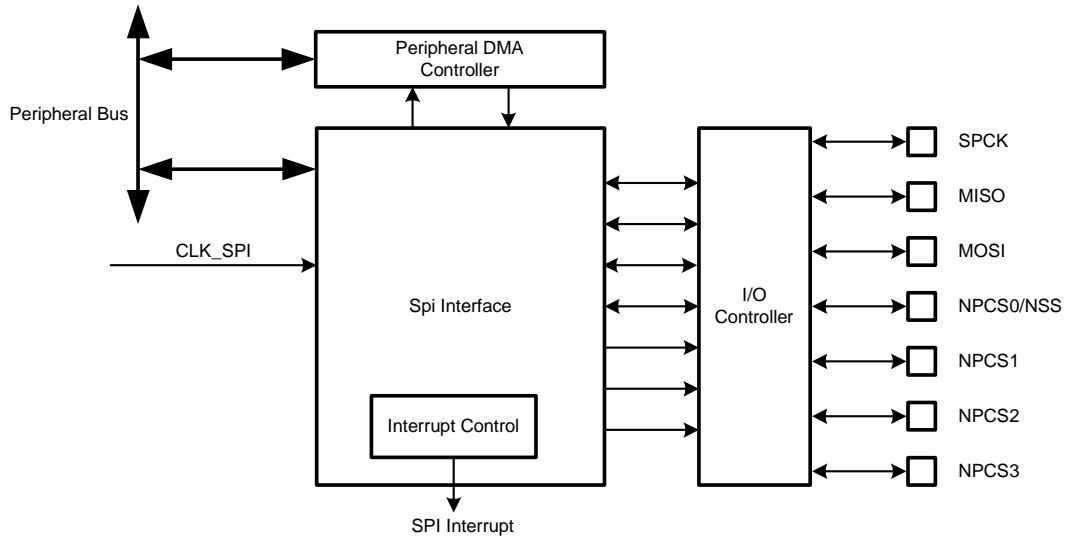 Peripheral DMA
Controller
Peripheral Bus
CLK_SPI
Spi Interface
Interrupt Control
SPI Interrupt
I/O
Controller
SPCK
MISO
MOSI
NPCS0/NSS
NPCS1
NPCS2
NPCS3